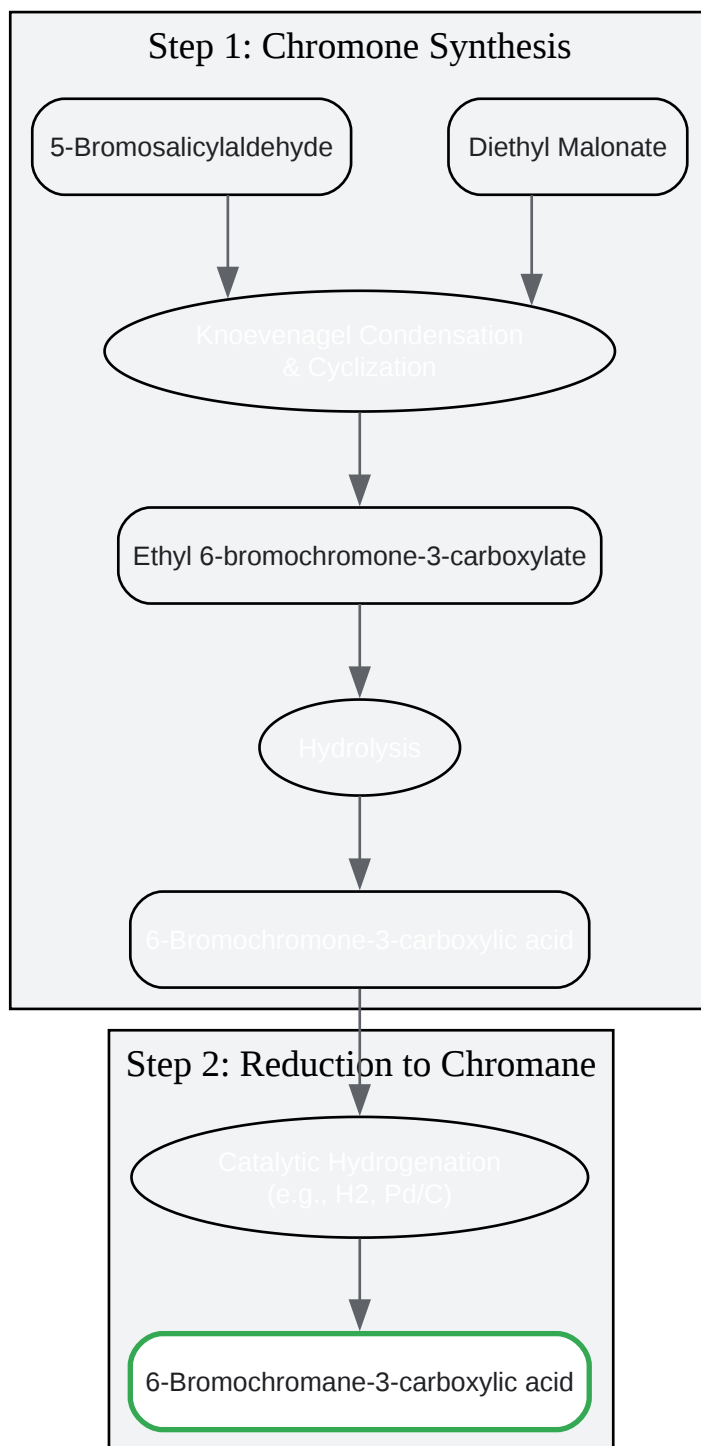 Step 1: Chromone Synthesis
5-Bromosalicylaldehyde
Diethyl Malonate
Knoevenagel Condensation
& Cyclization
Ethyl 6-bromochromone-3-carboxylate
Hydrolysis
6-Bromochromone-3-carboxylic acid
Step 2: Reduction to Chromane
Catalytic Hydrogenation
(e.g., H2, Pd/C)
6-Bromochromane-3-carboxylic acid